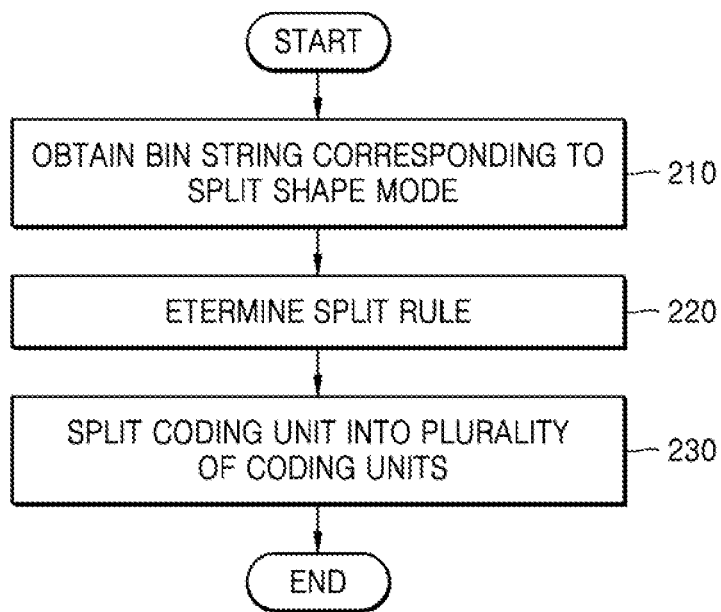 START
OBTAIN BIN STRING CORRESPONDING TO
SPLIT SHAPE MODE
210
ETERMINE SPLIT RULE
220
SPLIT CODING UNIT INTO PLURALITY
OF CODING UNITS
230
END